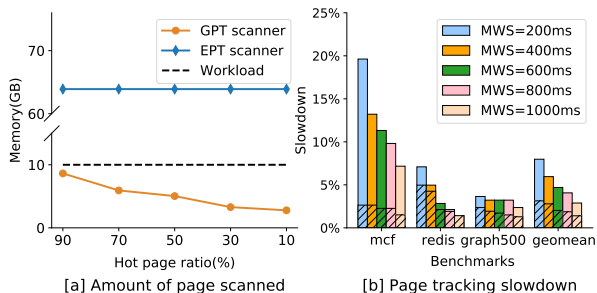 GPT scanner
EPT scanner
Workload
Memory(GB)
70
60
10
0
90 70 50 30 10
Hot page ratio(%)
[a] Amount of page scanned
25%
20%
15%
10%
5%
0%
Slowdown
MWS=200ms
MWS=400ms
MWS=600ms
MWS=800ms
MWS=1000ms
mcf redis graph500 geomean
Benchmarks
[b] Page tracking slowdown